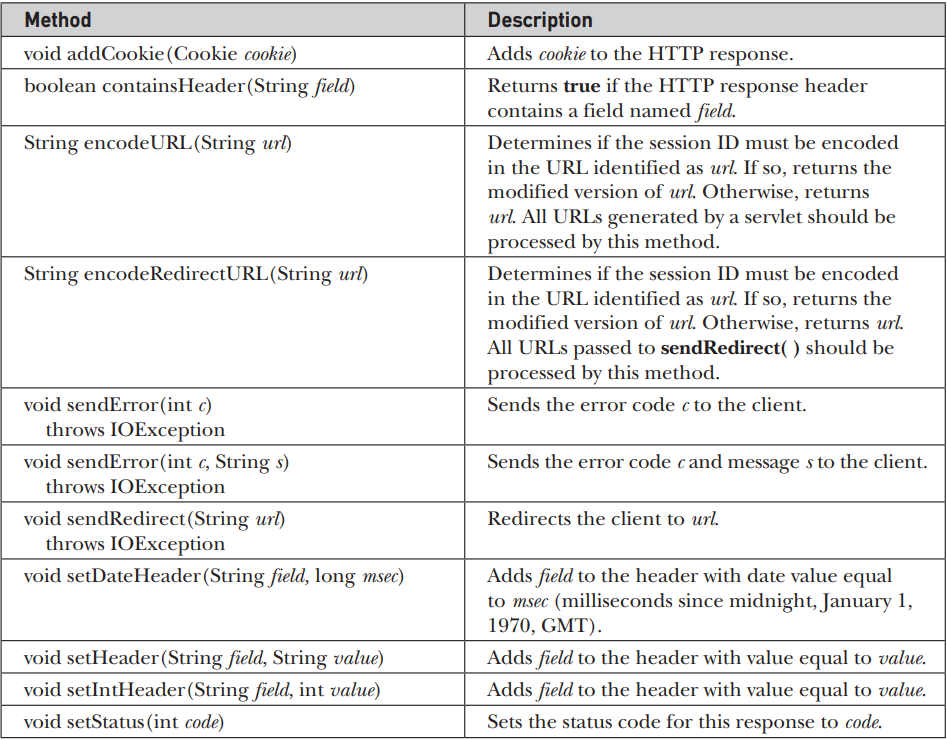 Method Description
void addCookie(Cookie cookie) Adds cookie to the HTTP response.
boolean containsHeader(String field) Returns true if the HTTP response header
contains a field named field.
String encodeURL(String url) Determines if the session ID must be encoded
in the URL identified as url. If so, returns the
modified version of url. Otherwise, returns
url. All URLs generated by a servlet should be
processed by this method.
String encodeRedirectURL(String url) Determines if the session ID must be encoded
in the URL identified as url. If so, returns the
modified version of url. Otherwise, returns url.
All URLs passed to sendRedirect( ) should be
processed by this method.
void sendError(int c) Sends the error code c to the client.
throws IOException
void sendError(int c, String s) Sends the error code c and message s to the client.
throws IOException
void sendRedirect(String url) Redirects the client to url.
throws IOException
void setDateHeader(String field, long msec) Adds field to the header with date value equal
to msec (milliseconds since midnight, January 1,
1970, GMT).
void setHeader(String field, String value) Adds field to the header with value equal to value.
void setIntHeader(String field, int value) Adds field to the header with value equal to value.
void setStatus(int code) Sets the status code for this response to code.